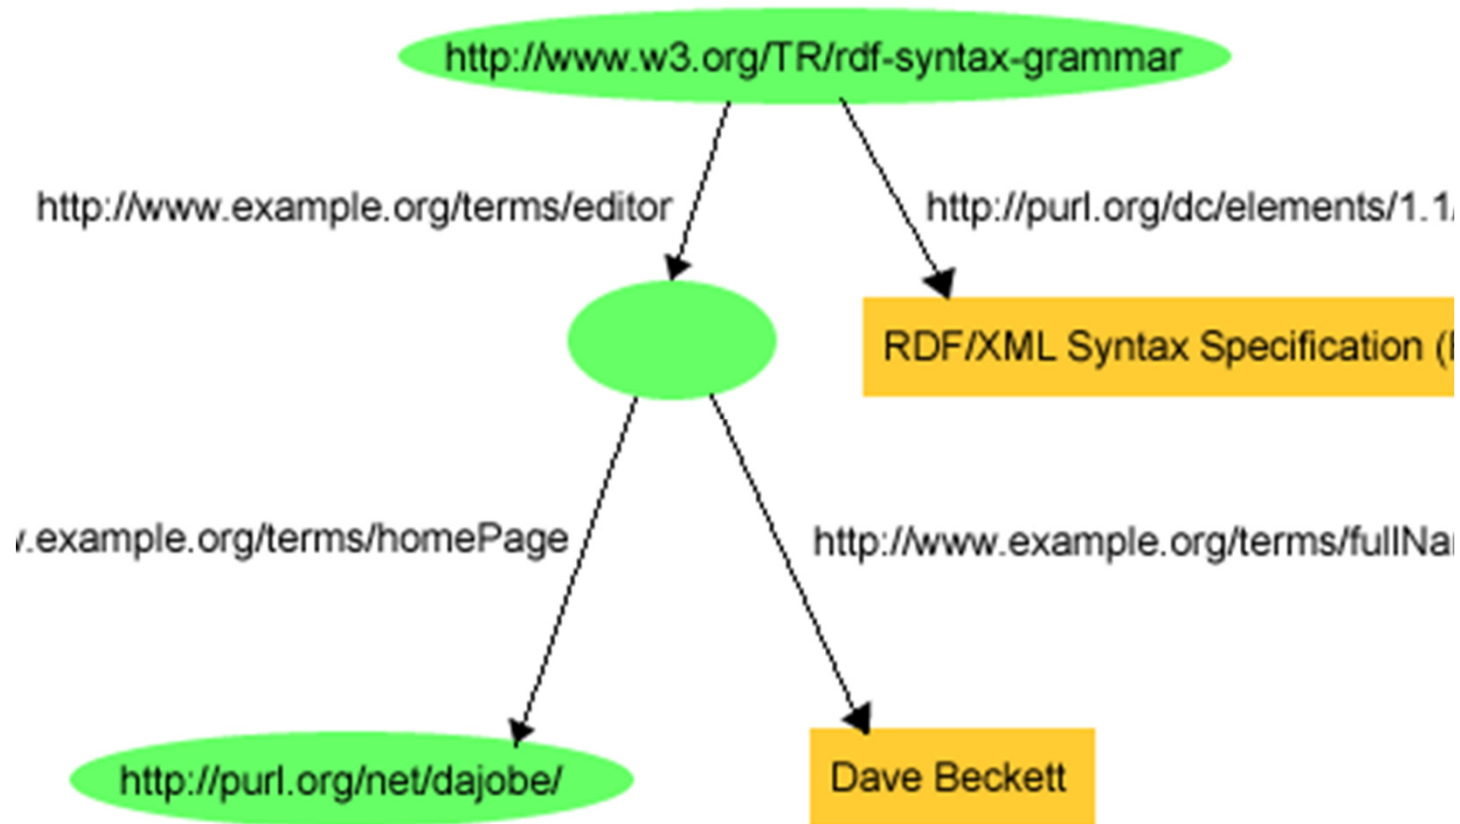 http://www.w3.org/TR/rdf-syntax-grammar
http://www.example.org/terms/editor
http://purl.org/dc/elements/1.1/
RDF/XML Syntax Specification (
.example.org/terms/homePage
http://www.example.org/terms/fullNa
http://purl.org/net/dajobe/
Dave Beckett